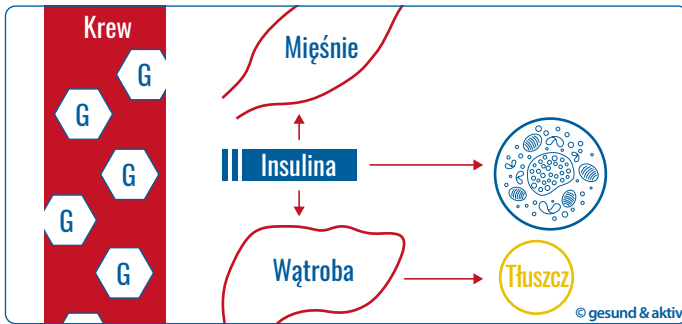 Krew
G
G
G
G
G
Mięśnie
Insulina
Wątroba
Tłuszcz
© gesund & aktiv